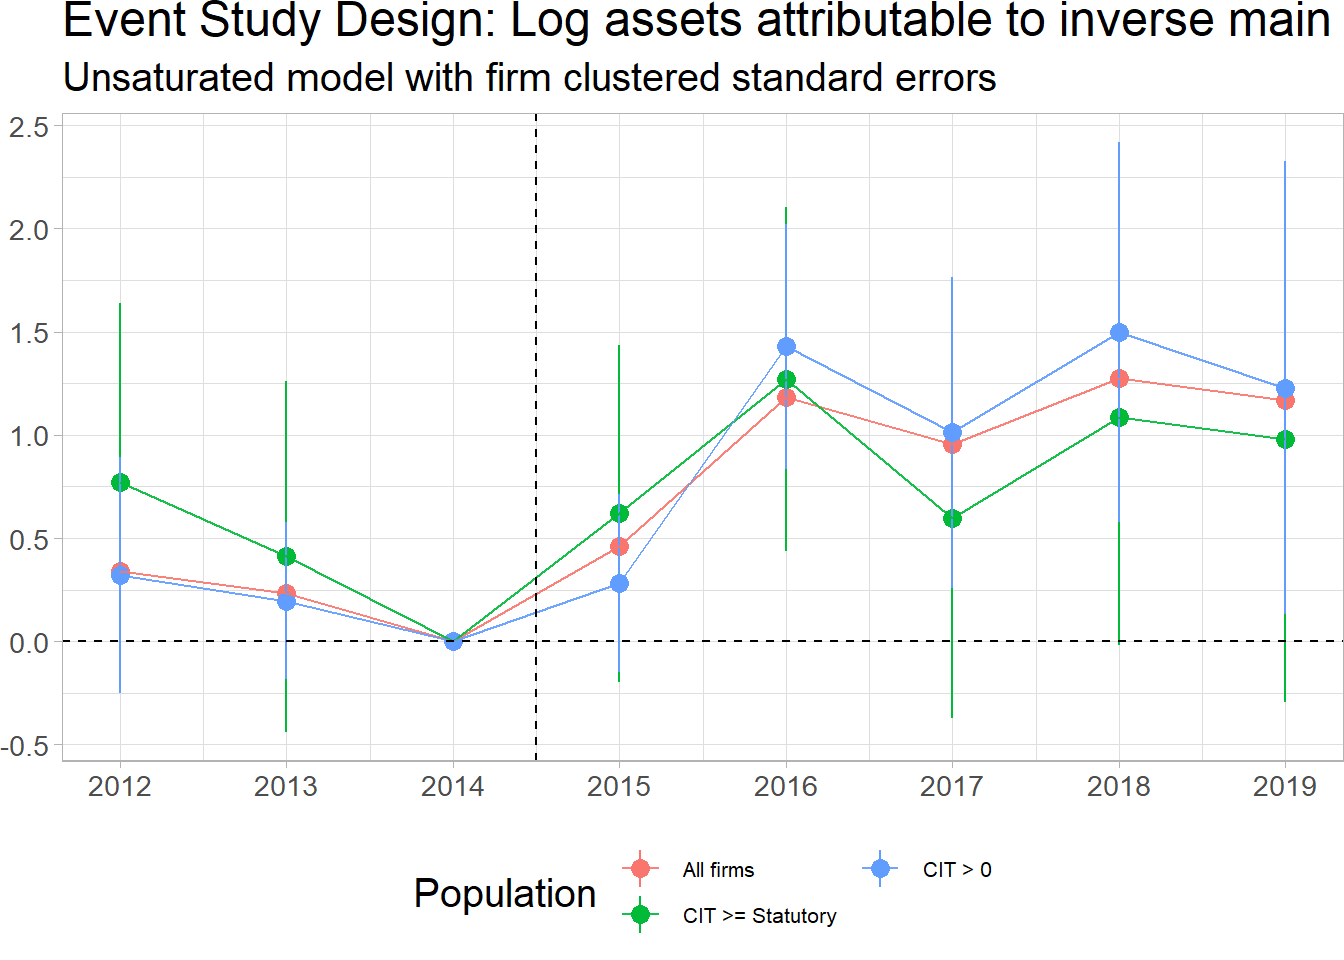 Event Study Design: Log assets attributable to inverse main
Unsaturated model with firm clustered standard errors
2.5
2.0
1.5
1.0
0.5
0.0
-0.5
2012 2013 2014 2015 2016 2017 2018 2019
Population
All firms
CIT > 0
CIT >= Statutory